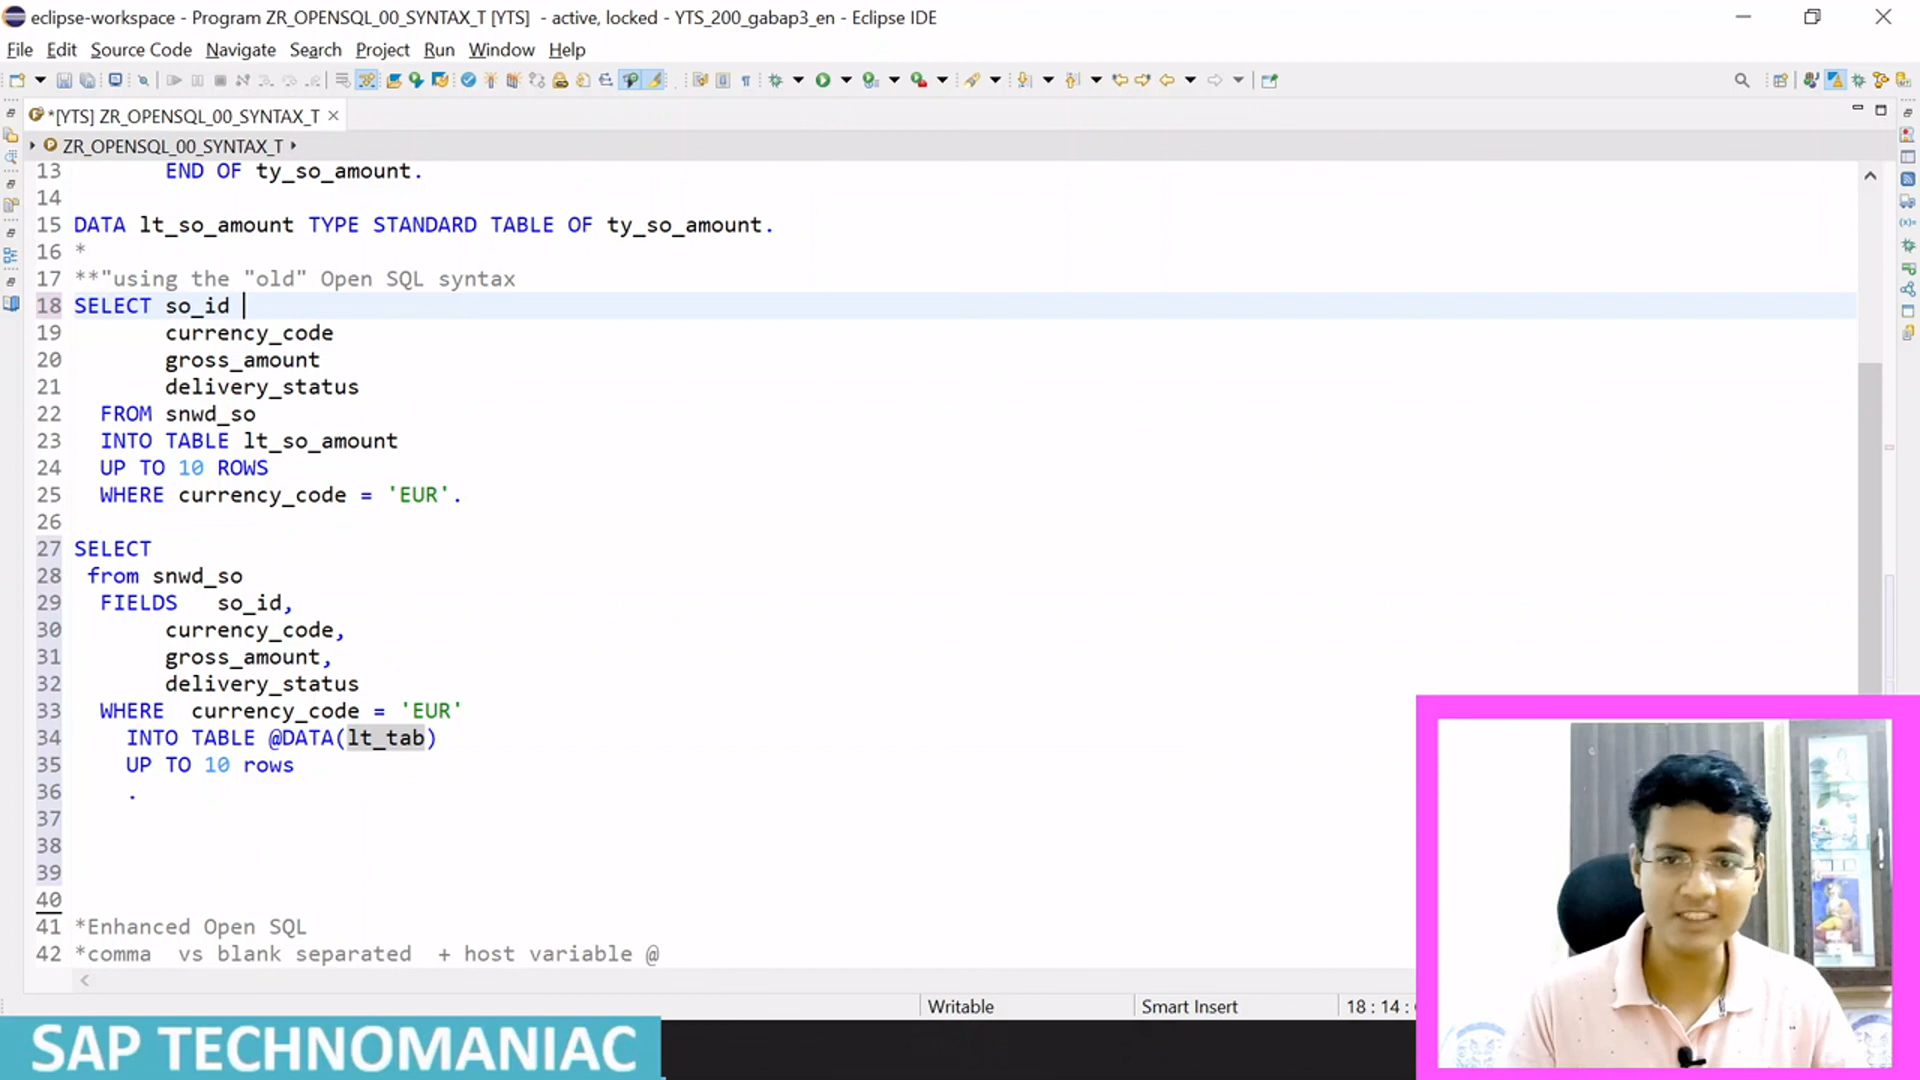 eclipse-workspace - Program ZR_OPENSQL_00_SYNTAX_T [YTS] - active, locked - YTS_200_gabap3_en - Eclipse IDE
File Edit Source Code Navigate Search Project Run Window Help
*[YTS] ZR_OPENSQL_00_SYNTAX_T
ZR_OPENSQL_00_SYNTAX_T
13 END OF ty_so_amount.
14
15 DATA lt_so_amount TYPE STANDARD TABLE OF ty_so_amount.
16 *
17 **"using the "old" Open SQL syntax
18 SELECT so_id
19 currency_code
20 gross_amount
21 delivery_status
22 FROM snwd_so
23 INTO TABLE lt_so_amount
24 UP TO 10 ROWS
25 WHERE currency_code = 'EUR'.
26
27 SELECT
28 from snwd_so
29 FIELDS so_id,
30 currency_code,
31 gross_amount,
32 delivery_status
33 WHERE currency_code = 'EUR'
34 INTO TABLE @DATA(lt_tab)
35 UP TO 10 rows
36 .
37
38
39
40
41 *Enhanced Open SQL
42 *comma vs blank separated + host variable @
Writable Smart Insert 18 : 14 :
SAP TECHNOMANIAC